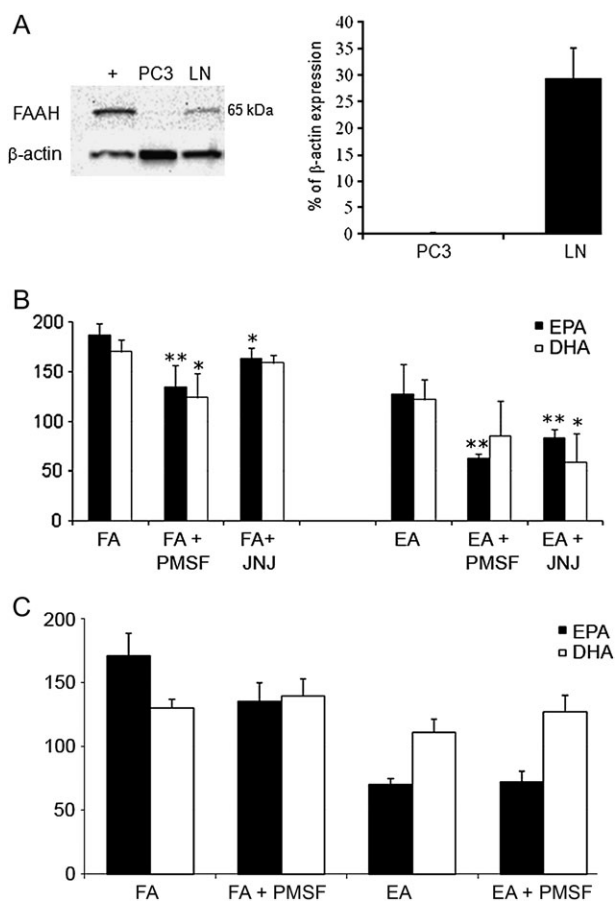 A
+ PC3 LN
FAAH
65 kDa
β-actin
% of β-actin expression
40
35
30
25
20
15
10
5
0
PC3 LN
B
200
150
100
50
0
** * *
** ** *
EPA
DHA
FA FA + PMSF FA+ JNJ EA EA + PMSF EA + JNJ
C
200
150
100
50
0
EPA
DHA
FA FA + PMSF EA EA + PMSF